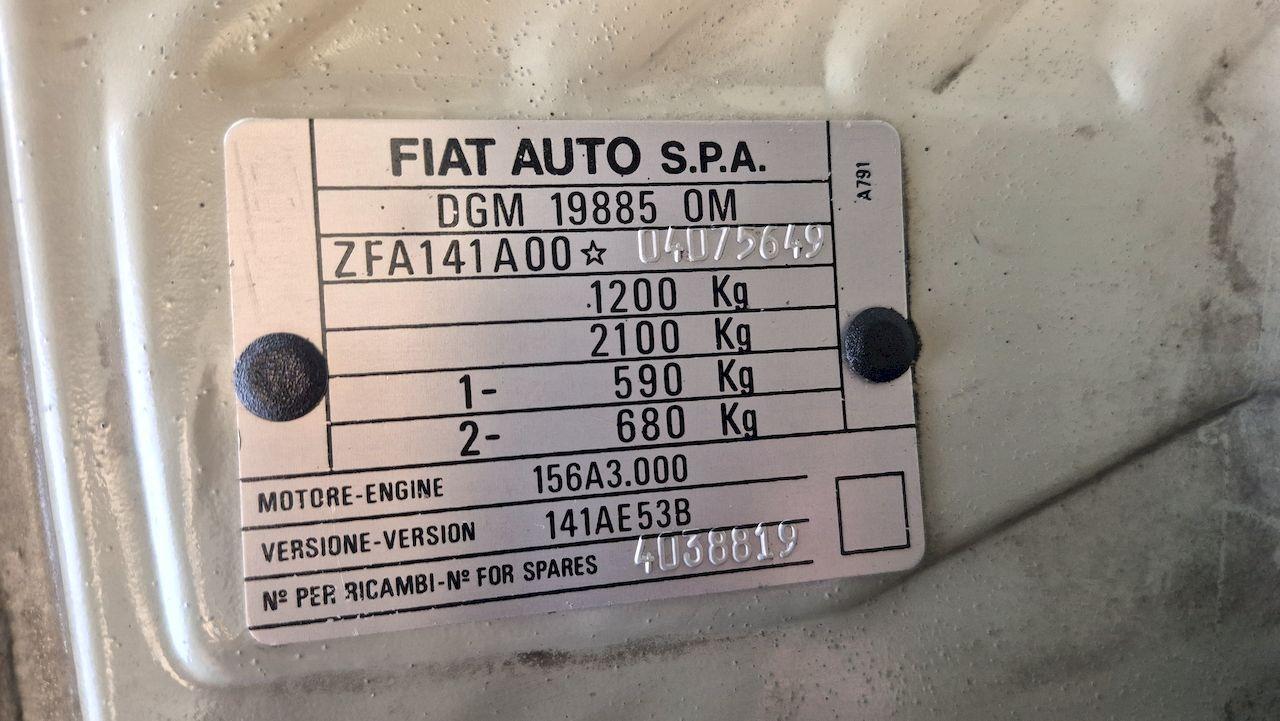 FIAT AUTO S.P.A.
A791
DGM 19885 OM
ZFA141A00☆ 04075649
1200 Kg
2100 Kg
1- 590 Kg
2- 680 Kg
MOTORE-ENGINE 156A3.000
VERSIONE-VERSION 141AE53B
Nº PER RICAMBI-Nº FOR SPARES 4038819